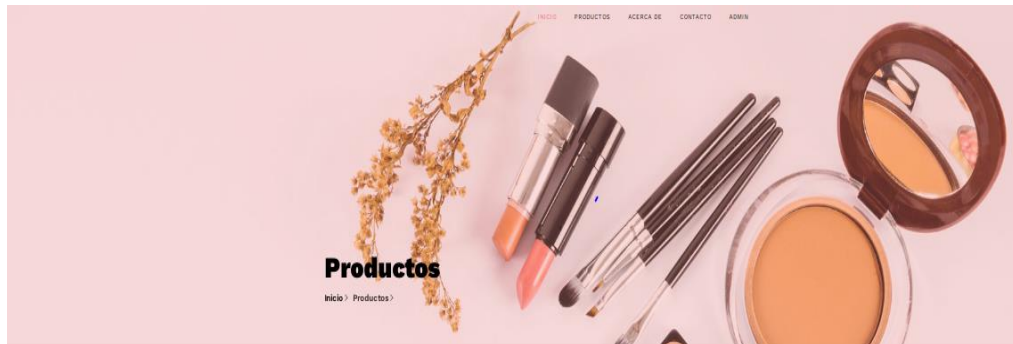 INICIO PRODUCTOS ACERCA DE CONTACTO ADMIN
Productos
Inicio > Productos >